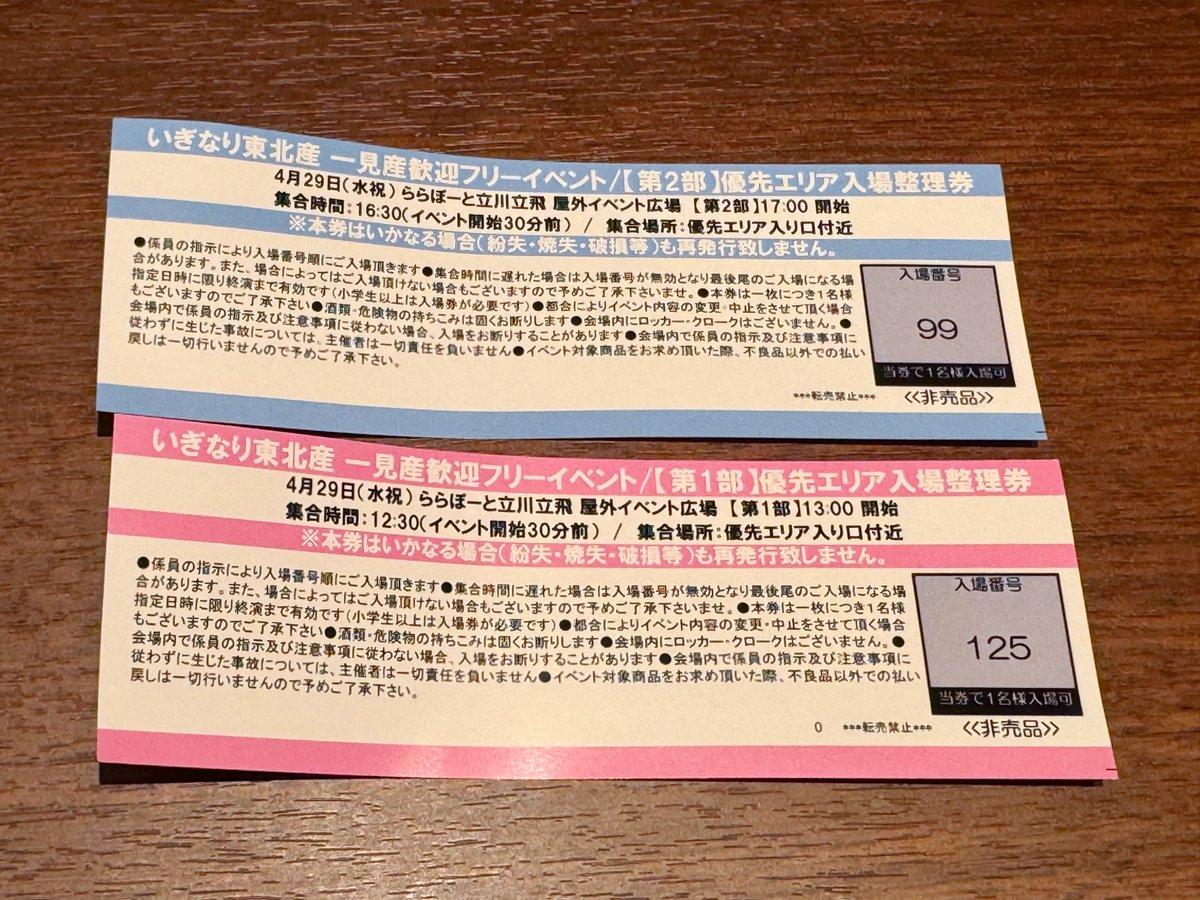 いぎなり東北産 一見産歓迎フリーイベント/【第2部】優先エリア入場整理券
4月29日(水祝) ららぽーと立川立飛 屋外イベント広場 【第2部】17:00 開始
集合時間:16:30(イベント開始30分前) / 集合場所:優先エリア入り口付近
※本券はいかなる場合(紛失・焼失・破損等)も再発行致しません。
●係員の指示により入場番号順にご入場頂きます●集合時間に遅れた場合は入場番号が無効となり最後尾のご入場になる場
合があります。また、場合によってはご入場頂けない場合もございますので予めご了承下さいませ。●本券は一枚につき1名様
指定日時に限り終演まで有効です(小学生以上は入場券が必要です)●都合によりイベント内容の変更・中止をさせて頂く場合
もございますのでご了承下さい●酒類・危険物の持ちこみは固くお断りします●会場内にロッカー・クロークはございません。●
会場内で係員の指示及び注意事項に従わない場合、入場をお断りすることがあります●会場内で係員の指示及び注意事項に
従わずに生じた事故については、主催者は一切責任を負いません●イベント対象商品をお求め頂いた際、不良品以外での払い
戻しは一切行いませんので予めご了承下さい。
入場番号
99
当券で1名様入場可
***転売禁止*** 《非売品》
いぎなり東北産 一見産歓迎フリーイベント/【第1部】優先エリア入場整理券
4月29日(水祝) ららぽーと立川立飛 屋外イベント広場 【第1部】13:00 開始
集合時間:12:30(イベント開始30分前) / 集合場所:優先エリア入り口付近
※本券はいかなる場合(紛失・焼失・破損等)も再発行致しません。
●係員の指示により入場番号順にご入場頂きます●集合時間に遅れた場合は入場番号が無効となり最後尾のご入場になる場
合があります。また、場合によってはご入場頂けない場合もございますので予めご了承下さいませ。●本券は一枚につき1名様
指定日時に限り終演まで有効です(小学生以上は入場券が必要です)●都合によりイベント内容の変更・中止をさせて頂く場合
もございますのでご了承下さい●酒類・危険物の持ちこみは固くお断りします●会場内にロッカー・クロークはございません。●
会場内で係員の指示及び注意事項に従わない場合、入場をお断りすることがあります●会場内で係員の指示及び注意事項に
従わずに生じた事故については、主催者は一切責任を負いません●イベント対象商品をお求め頂いた際、不良品以外での払い
戻しは一切行いませんので予めご了承下さい。
入場番号
125
当券で1名様入場可
0 ***転売禁止*** 《非売品》